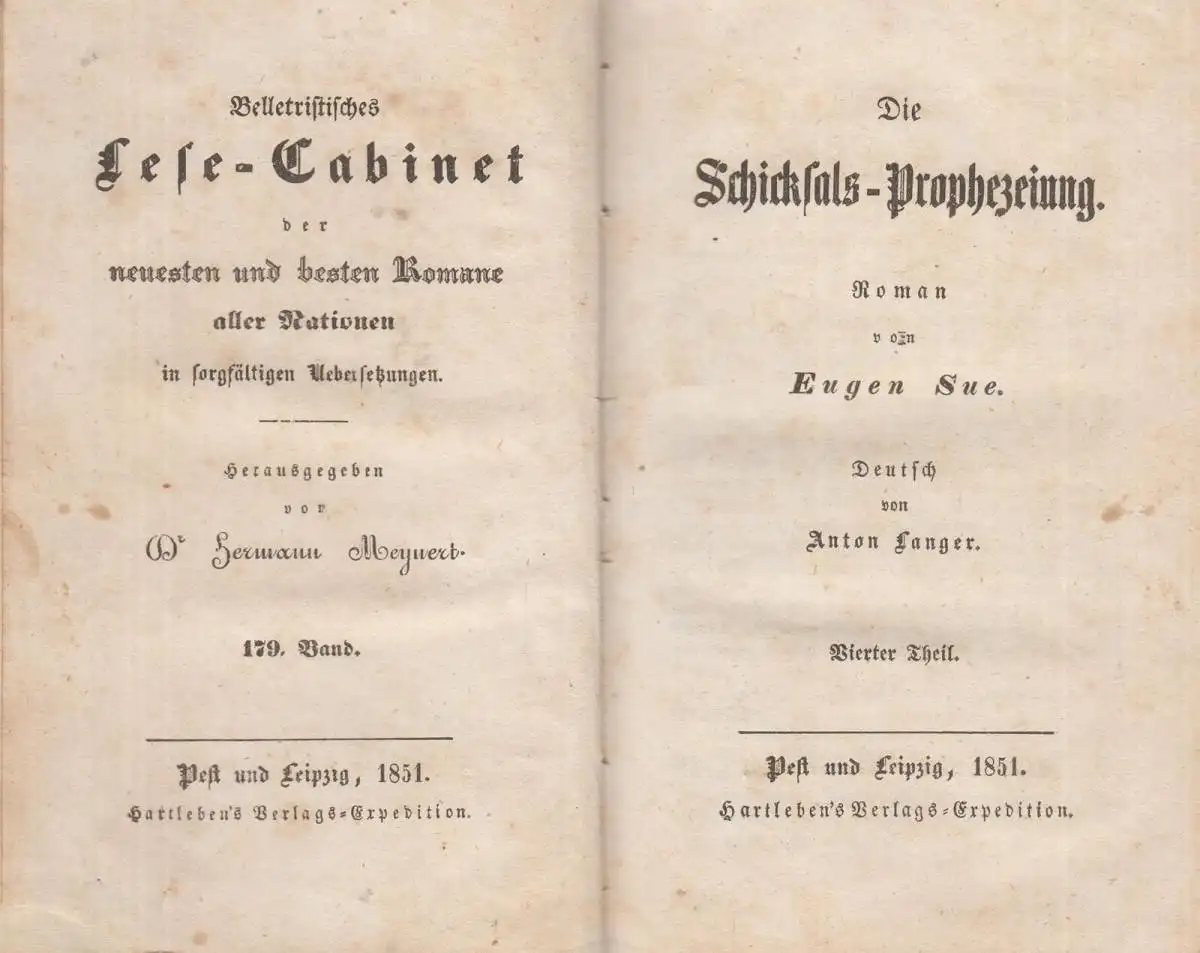 Belletristisches
Lese-Cabinet
der
neuesten und besten Romane
aller Nationen
in sorgfältigen Uebersetzungen.
Herausgegeben
von
Dr Hermann Meynert.
179. Band.
Pest und Leipzig, 1851.
Hartleben's Verlags-Expedition.
Die
Schicksals-Prophezeiung.
Roman
von
Eugen Sue.
Deutsch
von
Anton Langer.
Vierter Theil.
Pest und Leipzig, 1851.
Hartleben's Verlags-Expedition.